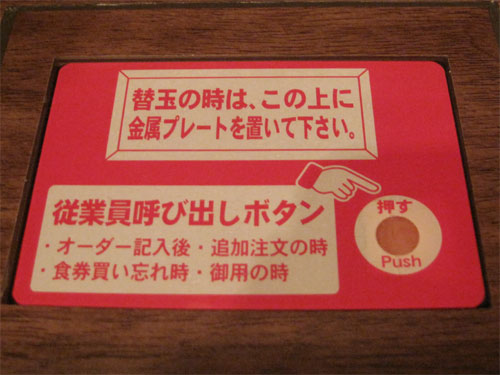 替玉の時は、この上に
金属プレートを置いて下さい。
従業員呼び出しボタン
・オーダー記入後・追加注文の時
・食券買い忘れ時・御用の時
押す
Push